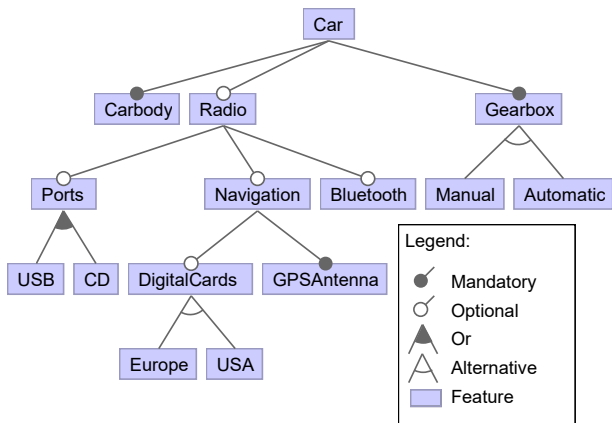 Car
Carbody Radio Gearbox
Ports Navigation Bluetooth Manual Automatic
USB CD DigitalCards GPSAntenna
Europe USA
Legend:
Mandatory
Optional
Or
Alternative
Feature